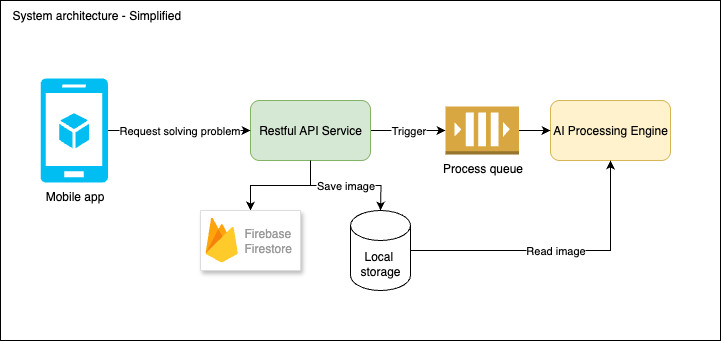 System architecture - Simplified
Request solving problem
Restful API Service
Trigger
AI Processing Engine
Process queue
Mobile app
Save image
Firebase
Firestore
Local
storage
Read image